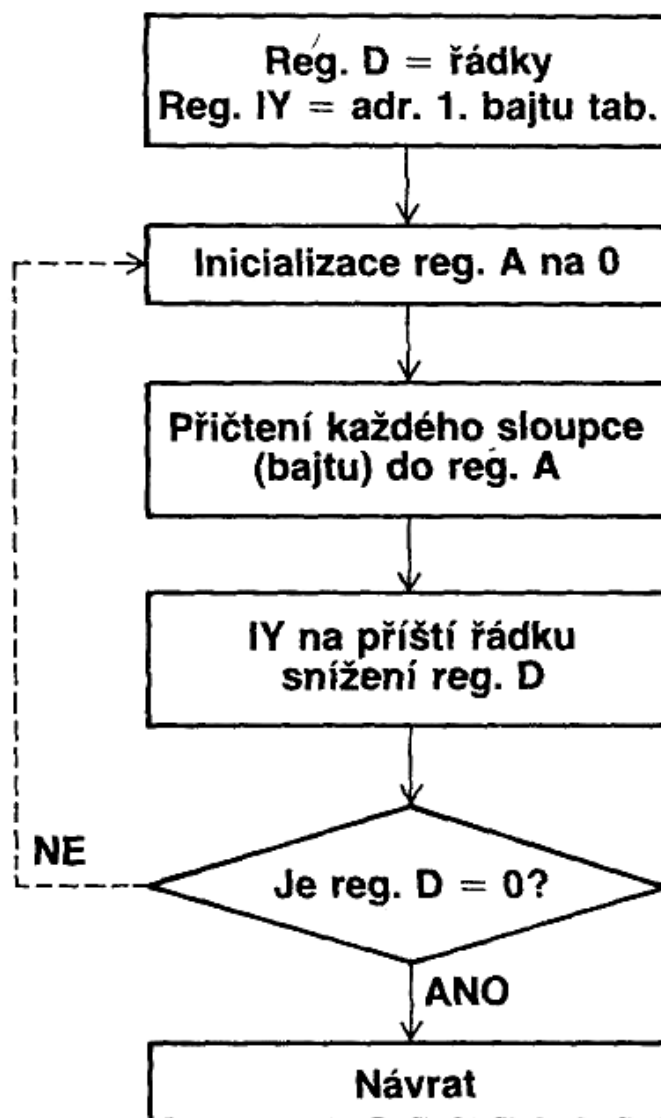 Reg. D = řádky
Reg. IY = adr. 1. bajtu tab.
Inicializace reg. A na 0
Přičtení každého sloupce
(bajtu) do reg. A
IY na příští řádku
snížení reg. D
NE
Je reg. D = 0?
ANO
Návrat